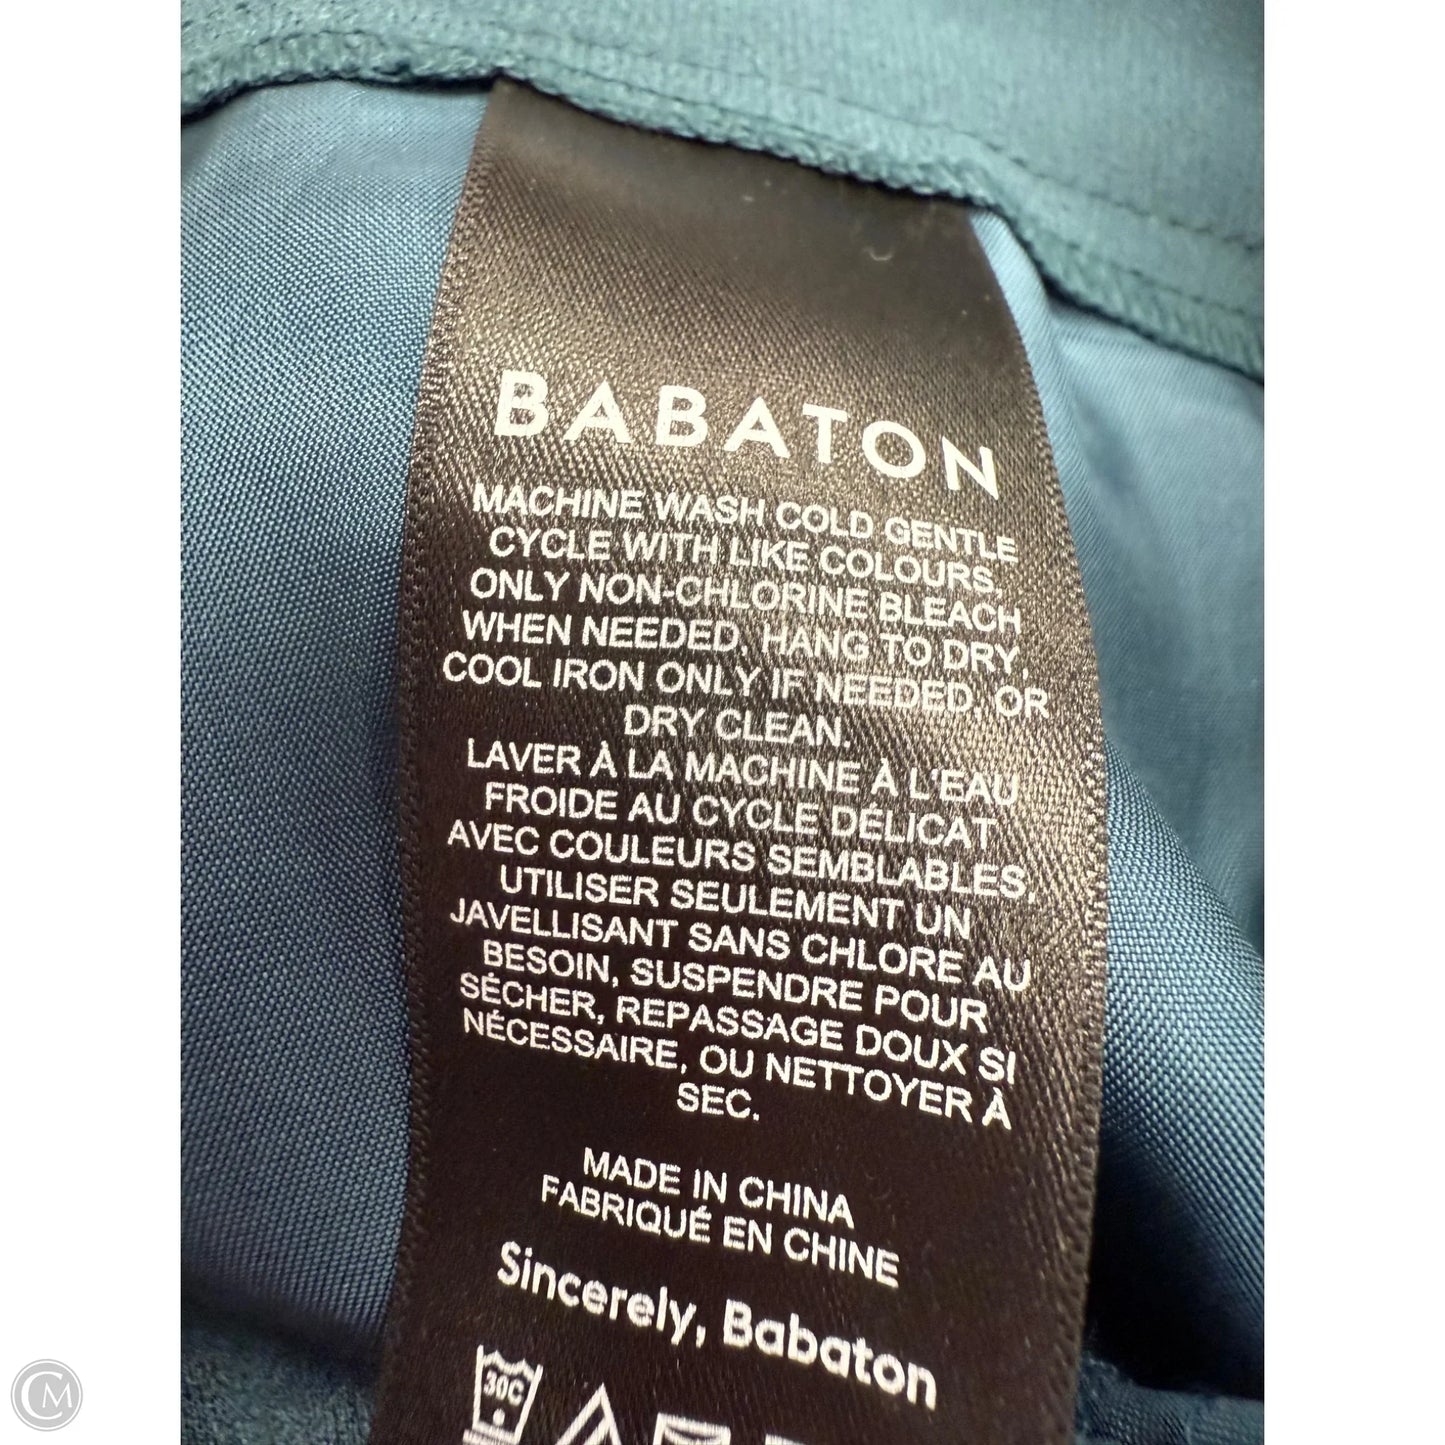 BABATON
MACHINE WASH COLD GENTLE
CYCLE WITH LIKE COLOURS.
ONLY NON-CHLORINE BLEACH
WHEN NEEDED, HANG TO DRY,
COOL IRON ONLY IF NEEDED, OR
DRY CLEAN.
LAVER À LA MACHINE À L'EAU
FROIDE AU CYCLE DÉLICAT
AVEC COULEURS SEMBLABLES,
UTILISER SEULEMENT UN
JAVELLISANT SANS CHLORE AU
BESOIN, SUSPENDRE POUR
SÉCHER, REPASSAGE DOUX SI
NÉCESSAIRE, OU NETTOYER À
SEC.
MADE IN CHINA
FABRIQUÉ EN CHINE
Sincerely, Babaton
30C
CM